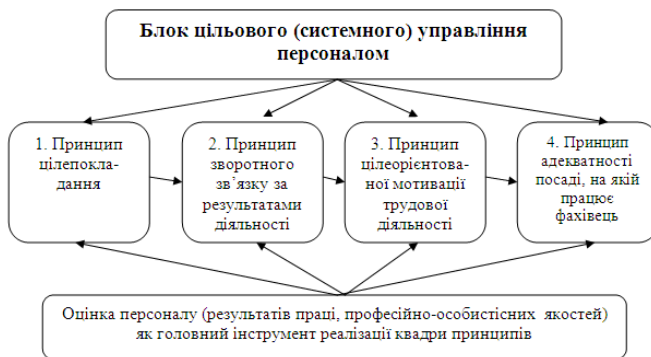 Блок цільового (системного) управління
персоналом
1. Принцип
цілепокла-
дання
2. Принцип
зворотного
зв’язку за
результатами
діяльності
3. Принцип
цілеорієнтов-
аної мотивації
трудової
діяльності
4. Принцип
адекватності
посаді, на якій
працює
фахівець
Оцінка персоналу (результатів праці, професійно-особистісних якостей)
як головний інструмент реалізації квадри принципів